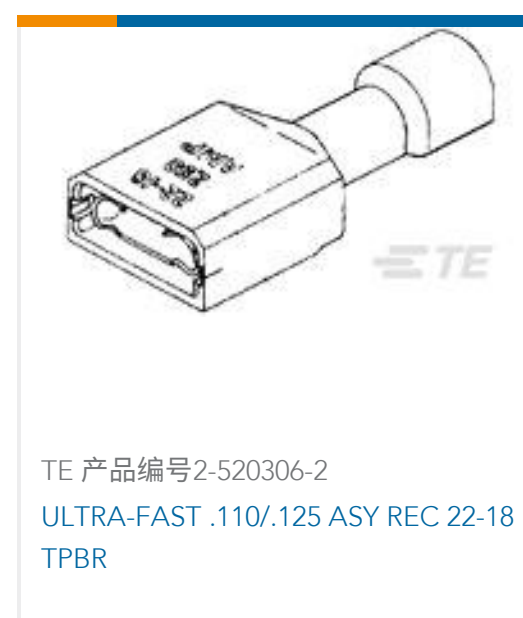 TE
TE 产品编号2-520306-2
ULTRA-FAST .110/.125 ASY REC 22-18
TPBR